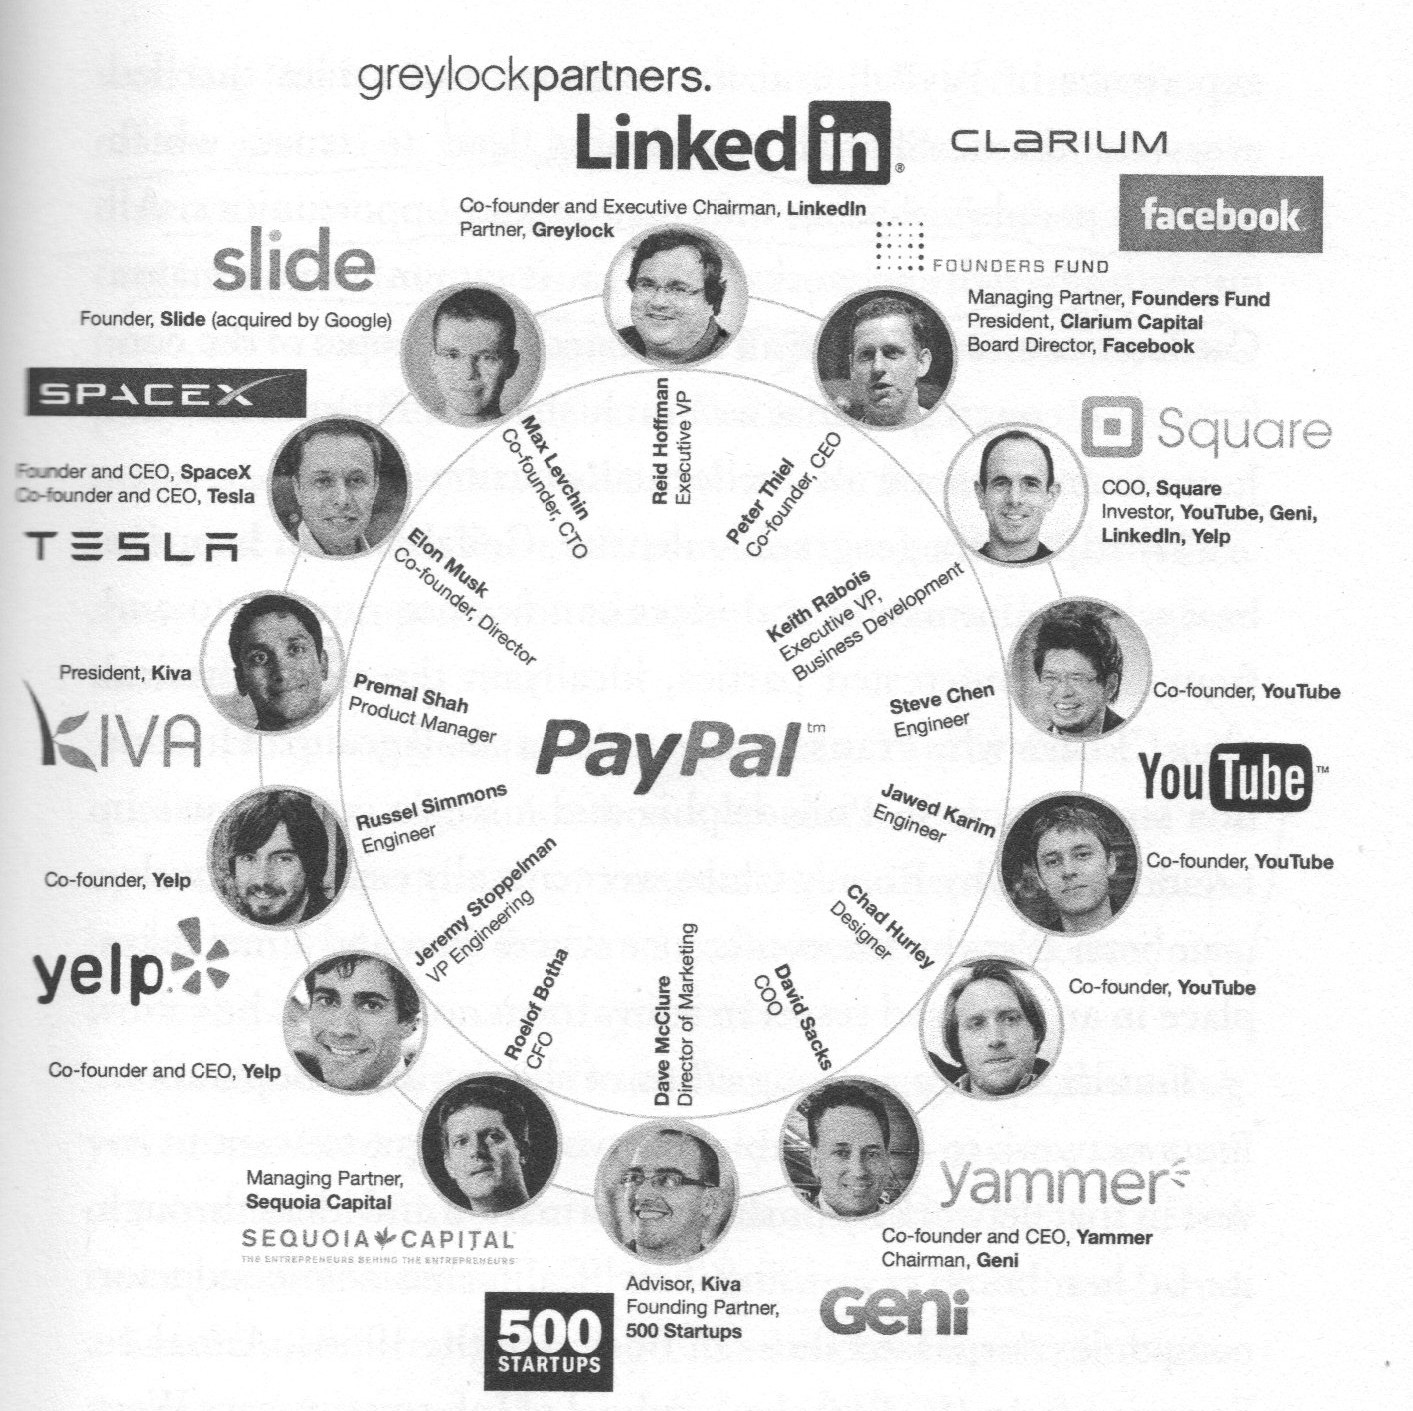 greylockpartners.
Linkedin®
CLARIUM
facebook
Co-founder and Executive Chairman, LinkedIn
Partner, Greylock
FOUNDERS FUND
Managing Partner, Founders Fund
President, Clarium Capital
Board Director, Facebook
slide
Founder, Slide (acquired by Google)
SPACEX
Founder and CEO, SpaceX
Co-founder and CEO, Tesla
TESLA
Square
COO, Square
Investor, YouTube, Geni,
LinkedIn, Yelp
Max Levchin
Co-founder, CTO
Reid Hoffman
Executive VP
Peter Thiel
Co-founder, CEO
Elon Musk
Co-founder, Director
Keith Rabois
Executive VP,
Business Development
President, Kiva
KIVA
Premal Shah
Product Manager
Steve Chen
Engineer
Co-founder, YouTube
PayPal™
YouTube™
Russel Simmons
Engineer
Jawed Karim
Engineer
Co-founder, YouTube
Co-founder, Yelp
yelp
Jeremy Stoppelman
VP Engineering
Chad Hurley
Designer
Co-founder, YouTube
Co-founder and CEO, Yelp
Roelof Botha
CFO
Dave McClure
Director of Marketing
David Sacks
COO
Managing Partner,
Sequoia Capital
SEQUOIA CAPITAL
THE ENTREPRENEURS BEHIND THE ENTREPRENEURS
yammer
Co-founder and CEO, Yammer
Chairman, Geni
Geni
Advisor, Kiva
Founding Partner,
500 Startups
500
STARTUPS